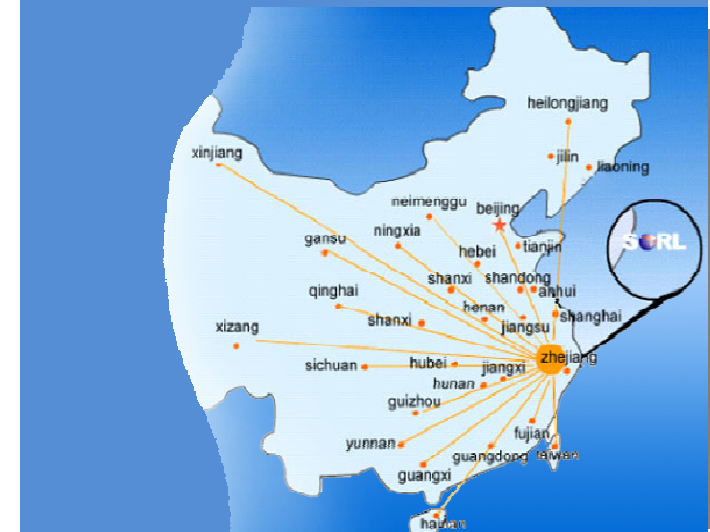 heilongjiang
xinjiang
jilin
liaoning
neimenggu
beijing
ningxia
gansu
hebei
tianjin
SORL
shanxi
shandong
qinghai
anhui
henan
shanghai
shanxi
jiangsu
xizang
zhejiang
sichuan
hubei
jiangxi
hunan
guizhou
fujian
yunnan
guangdong
taiwan
guangxi
hainan